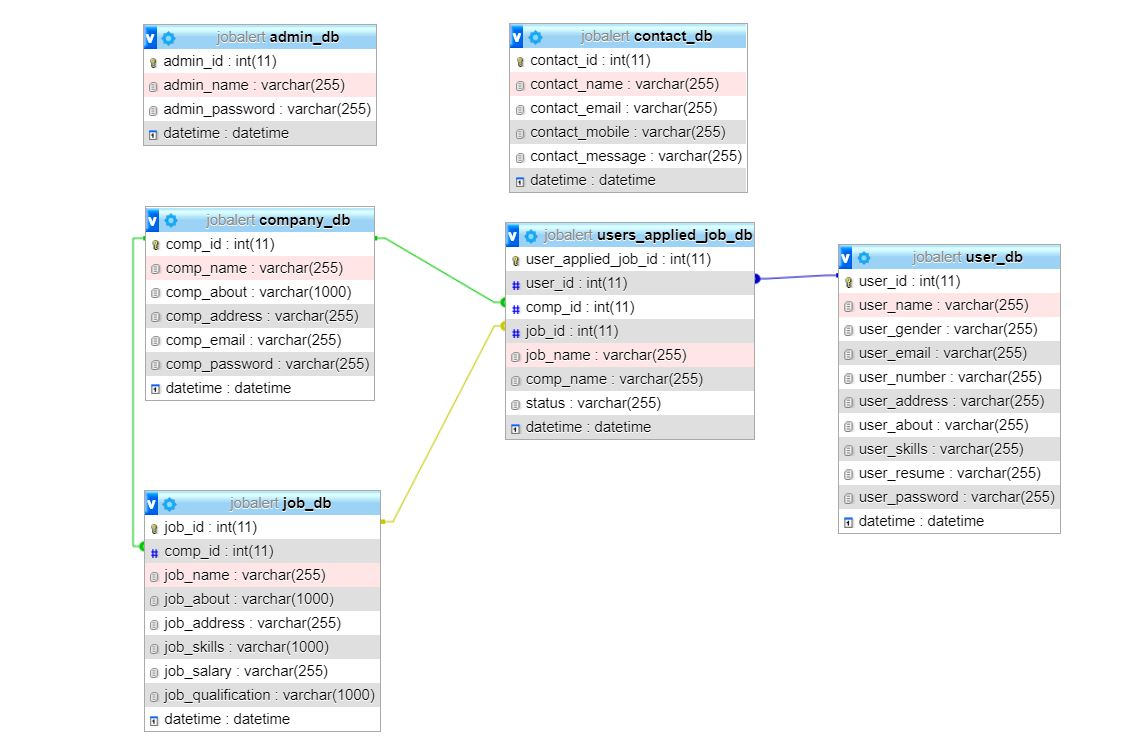 v jobalert admin_db
admin_id : int(11)
admin_name : varchar(255)
admin_password : varchar(255)
datetime : datetime
v jobalert contact_db
contact_id : int(11)
contact_name : varchar(255)
contact_email : varchar(255)
contact_mobile : varchar(255)
contact_message : varchar(255)
datetime : datetime
v jobalert company_db
comp_id : int(11)
comp_name : varchar(255)
comp_about : varchar(1000)
comp_address : varchar(255)
comp_email : varchar(255)
comp_password : varchar(255)
datetime : datetime
v jobalert users_applied_job_db
user_applied_job_id : int(11)
# user_id : int(11)
# comp_id : int(11)
# job_id : int(11)
job_name : varchar(255)
comp_name : varchar(255)
status : varchar(255)
datetime : datetime
v jobalert user_db
user_id : int(11)
user_name : varchar(255)
user_gender : varchar(255)
user_email : varchar(255)
user_number : varchar(255)
user_address : varchar(255)
user_about : varchar(255)
user_skills : varchar(255)
user_resume : varchar(255)
user_password : varchar(255)
datetime : datetime
v jobalert job_db
job_id : int(11)
# comp_id : int(11)
job_name : varchar(255)
job_about : varchar(1000)
job_address : varchar(255)
job_skills : varchar(1000)
job_salary : varchar(255)
job_qualification : varchar(1000)
datetime : datetime